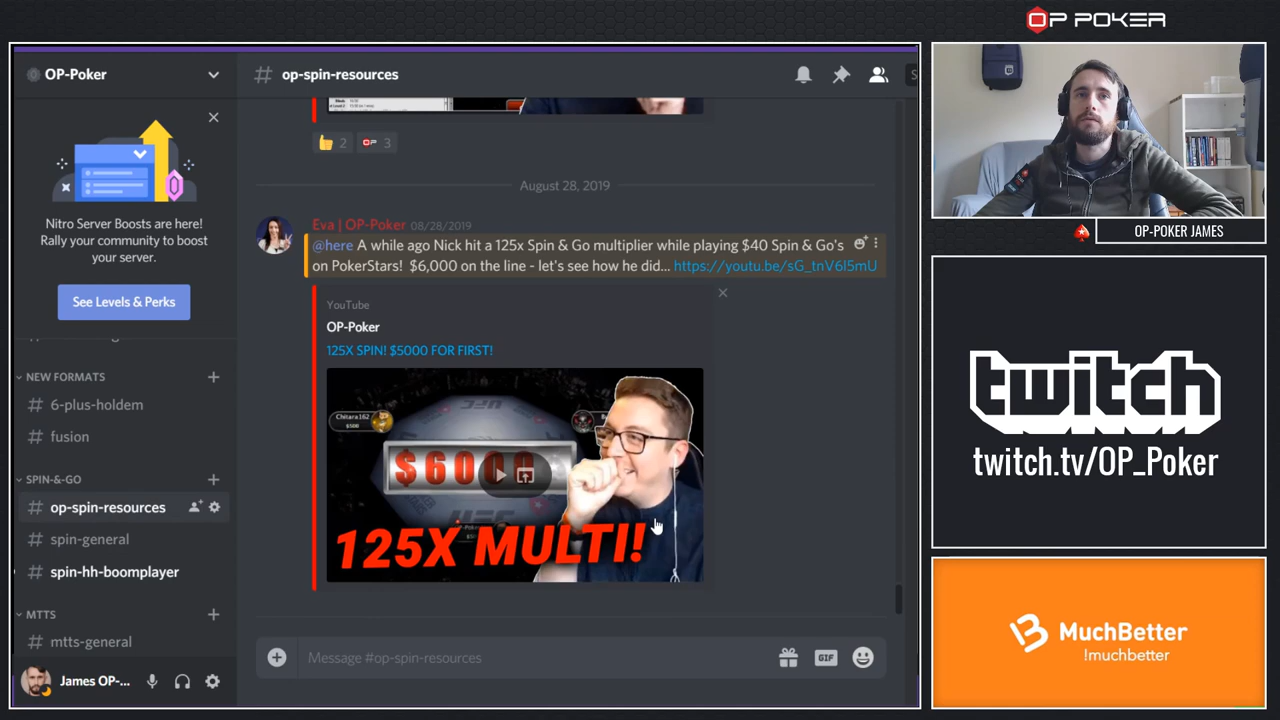 OP POKER
OP-Poker
op-spin-resources
2
3
August 28, 2019
Nitro Server Boosts are here!
Rally your community to boost
your server.
See Levels & Perks
Eva | OP-Poker 08/28/2019
@here A while ago Nick hit a 125x Spin & Go multiplier while playing $40 Spin & Go's
on PokerStars! $6,000 on the line - let's see how he did... https://youtu.be/sG_tnV6l5mU
YouTube
OP-Poker
125X SPIN! $5000 FOR FIRST!
Chitara162
$500
$6000
UFC
125X MULTI!
NEW FORMATS
6-plus-holdem
fusion
SPIN-&-GO
op-spin-resources
spin-general
spin-hh-boomplayer
MTTS
mtts-general
James OP-...
Message #op-spin-resources
GIF
OP-POKER JAMES
twitch
twitch.tv/OP_Poker
MuchBetter
!muchbetter